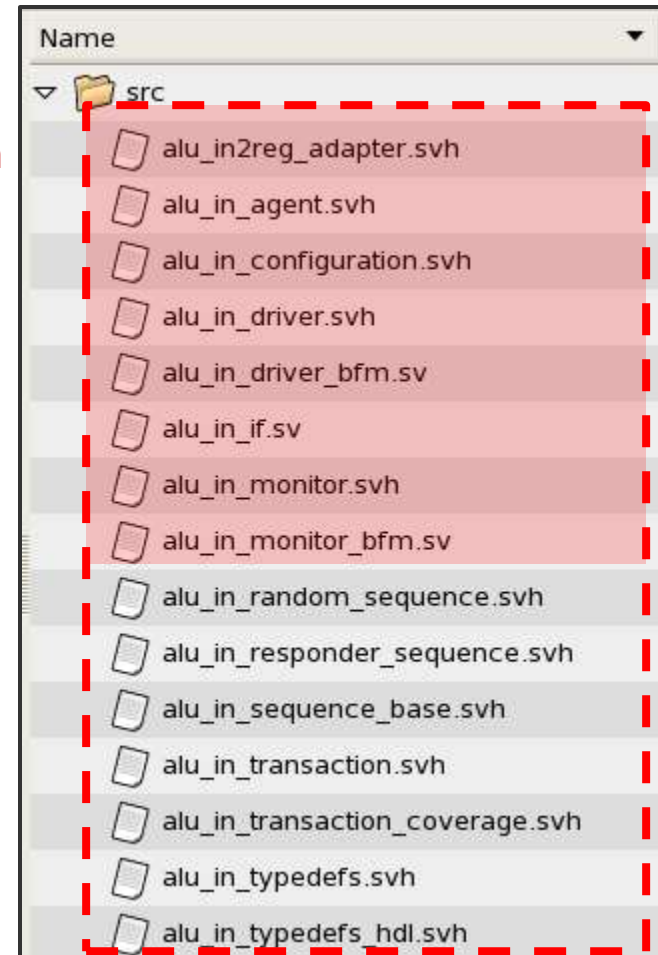 Name
src
alu_in2reg_adapter.svh
alu_in_agent.svh
alu_in_configuration.svh
alu_in_driver.svh
alu_in_driver_bfm.sv
alu_in_if.sv
alu_in_monitor.svh
alu_in_monitor_bfm.sv
alu_in_random_sequence.svh
alu_in_responder_sequence.svh
alu_in_sequence_base.svh
alu_in_transaction.svh
alu_in_transaction_coverage.svh
alu_in_typedefs.svh
alu_in_typedefs_hdl.svh